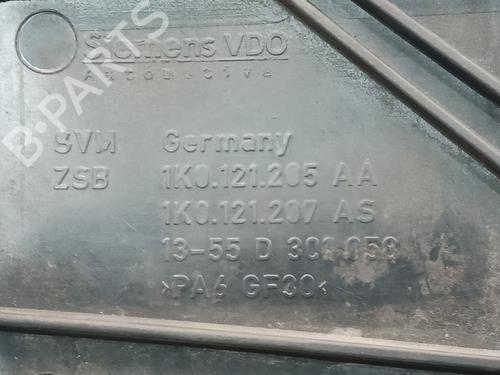 Siemens VDO
Automotive
B-PARTS
SVM Germany
ZSB 1K0.121.205 AA
1K0.121.207 AS
13-55 D 303 058
>PA6 GF30<